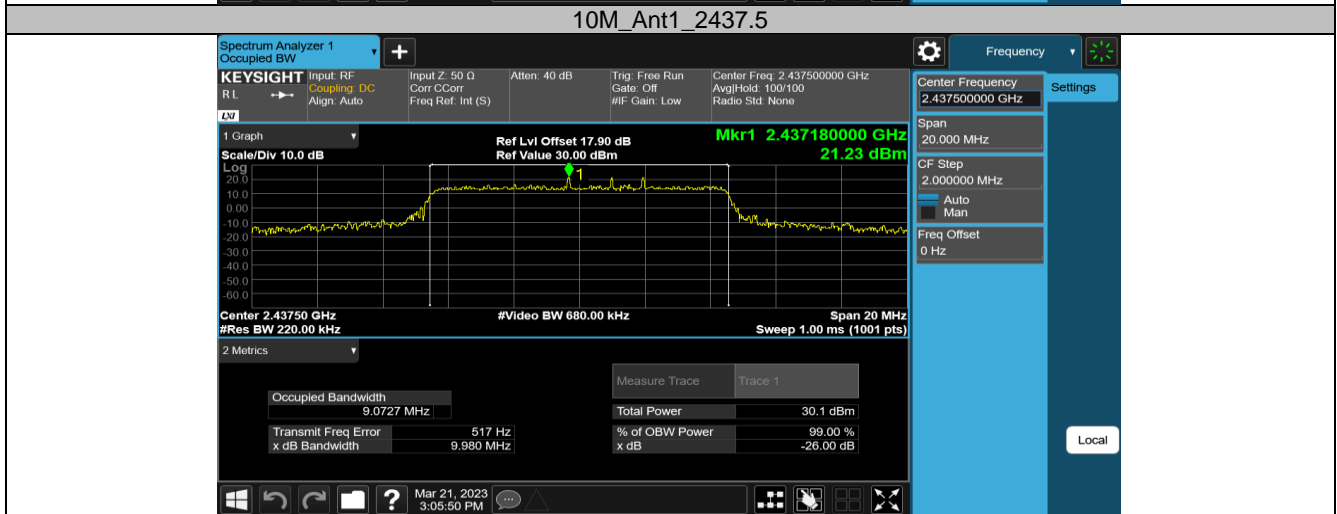 10M_Ant1_2437.5
Spectrum Analyzer 1
Occupied BW
Frequency
KEYSIGHT
R L
LXI
Input: RF
Coupling: DC
Align: Auto
Input Z: 50 Ω
Corr CCorr
Freq Ref: Int (S)
Atten: 40 dB
Trig: Free Run
Gate: Off
#IF Gain: Low
Center Freq: 2.437500000 GHz
Avg|Hold: 100/100
Radio Std: None
Center Frequency
2.437500000 GHz
Settings
Span
20.000 MHz
CF Step
2.000000 MHz
Auto
Man
Freq Offset
0 Hz
Local
1 Graph
Scale/Div 10.0 dB
Ref Lvl Offset 17.90 dB
Ref Value 30.00 dBm
Mkr1 2.437180000 GHz
21.23 dBm
Log
20.0
10.0
0.00
-10.0
-20.0
-30.0
-40.0
-50.0
-60.0
1
Center 2.43750 GHz
#Res BW 220.00 kHz
#Video BW 680.00 kHz
Span 20 MHz
Sweep 1.00 ms (1001 pts)
2 Metrics
Measure Trace Trace 1
Occupied Bandwidth
9.0727 MHz
Total Power 30.1 dBm
Transmit Freq Error 517 Hz
% of OBW Power 99.00 %
x dB Bandwidth 9.980 MHz
x dB -26.00 dB
?
Mar 21, 2023
3:05:50 PM